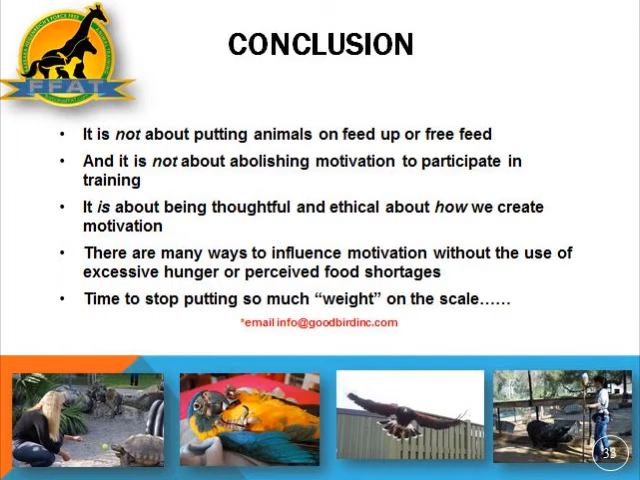 CONCLUSION
FFAT
• It is not about putting animals on feed up or free feed
• And it is not about abolishing motivation to participate in
training
• It is about being thoughtful and ethical about how we create
motivation
• There are many ways to influence motivation without the use of
excessive hunger or perceived food shortages
• Time to stop putting so much “weight” on the scale……
*email info@goodbirdinc.com
33